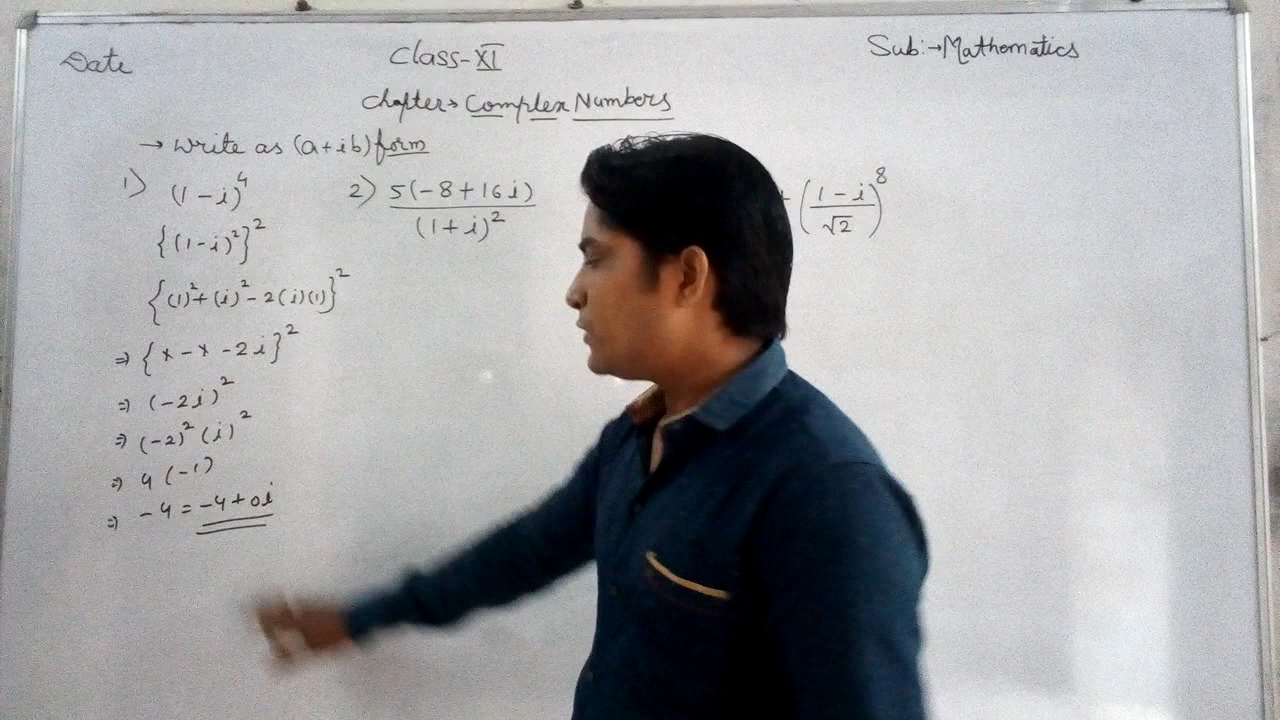 Date
Class-XI
Sub:→Mathematics
Chapter→ Complex Numbers
→ Write as (a+ib) form
1) (1 - i)^4
{(1-i)^2}^2
{(1)^2+(i)^2-2(i)(1)}^2
⇒ {1 - 1 - 2i}^2
⇒ (-2i)^2
⇒ (-2)^2 (i)^2
⇒ 4(-1)
⇒ -4 = -4+0i
2) 5(-8+16i)
(1+i)^2
+ (1-i / √2)^8